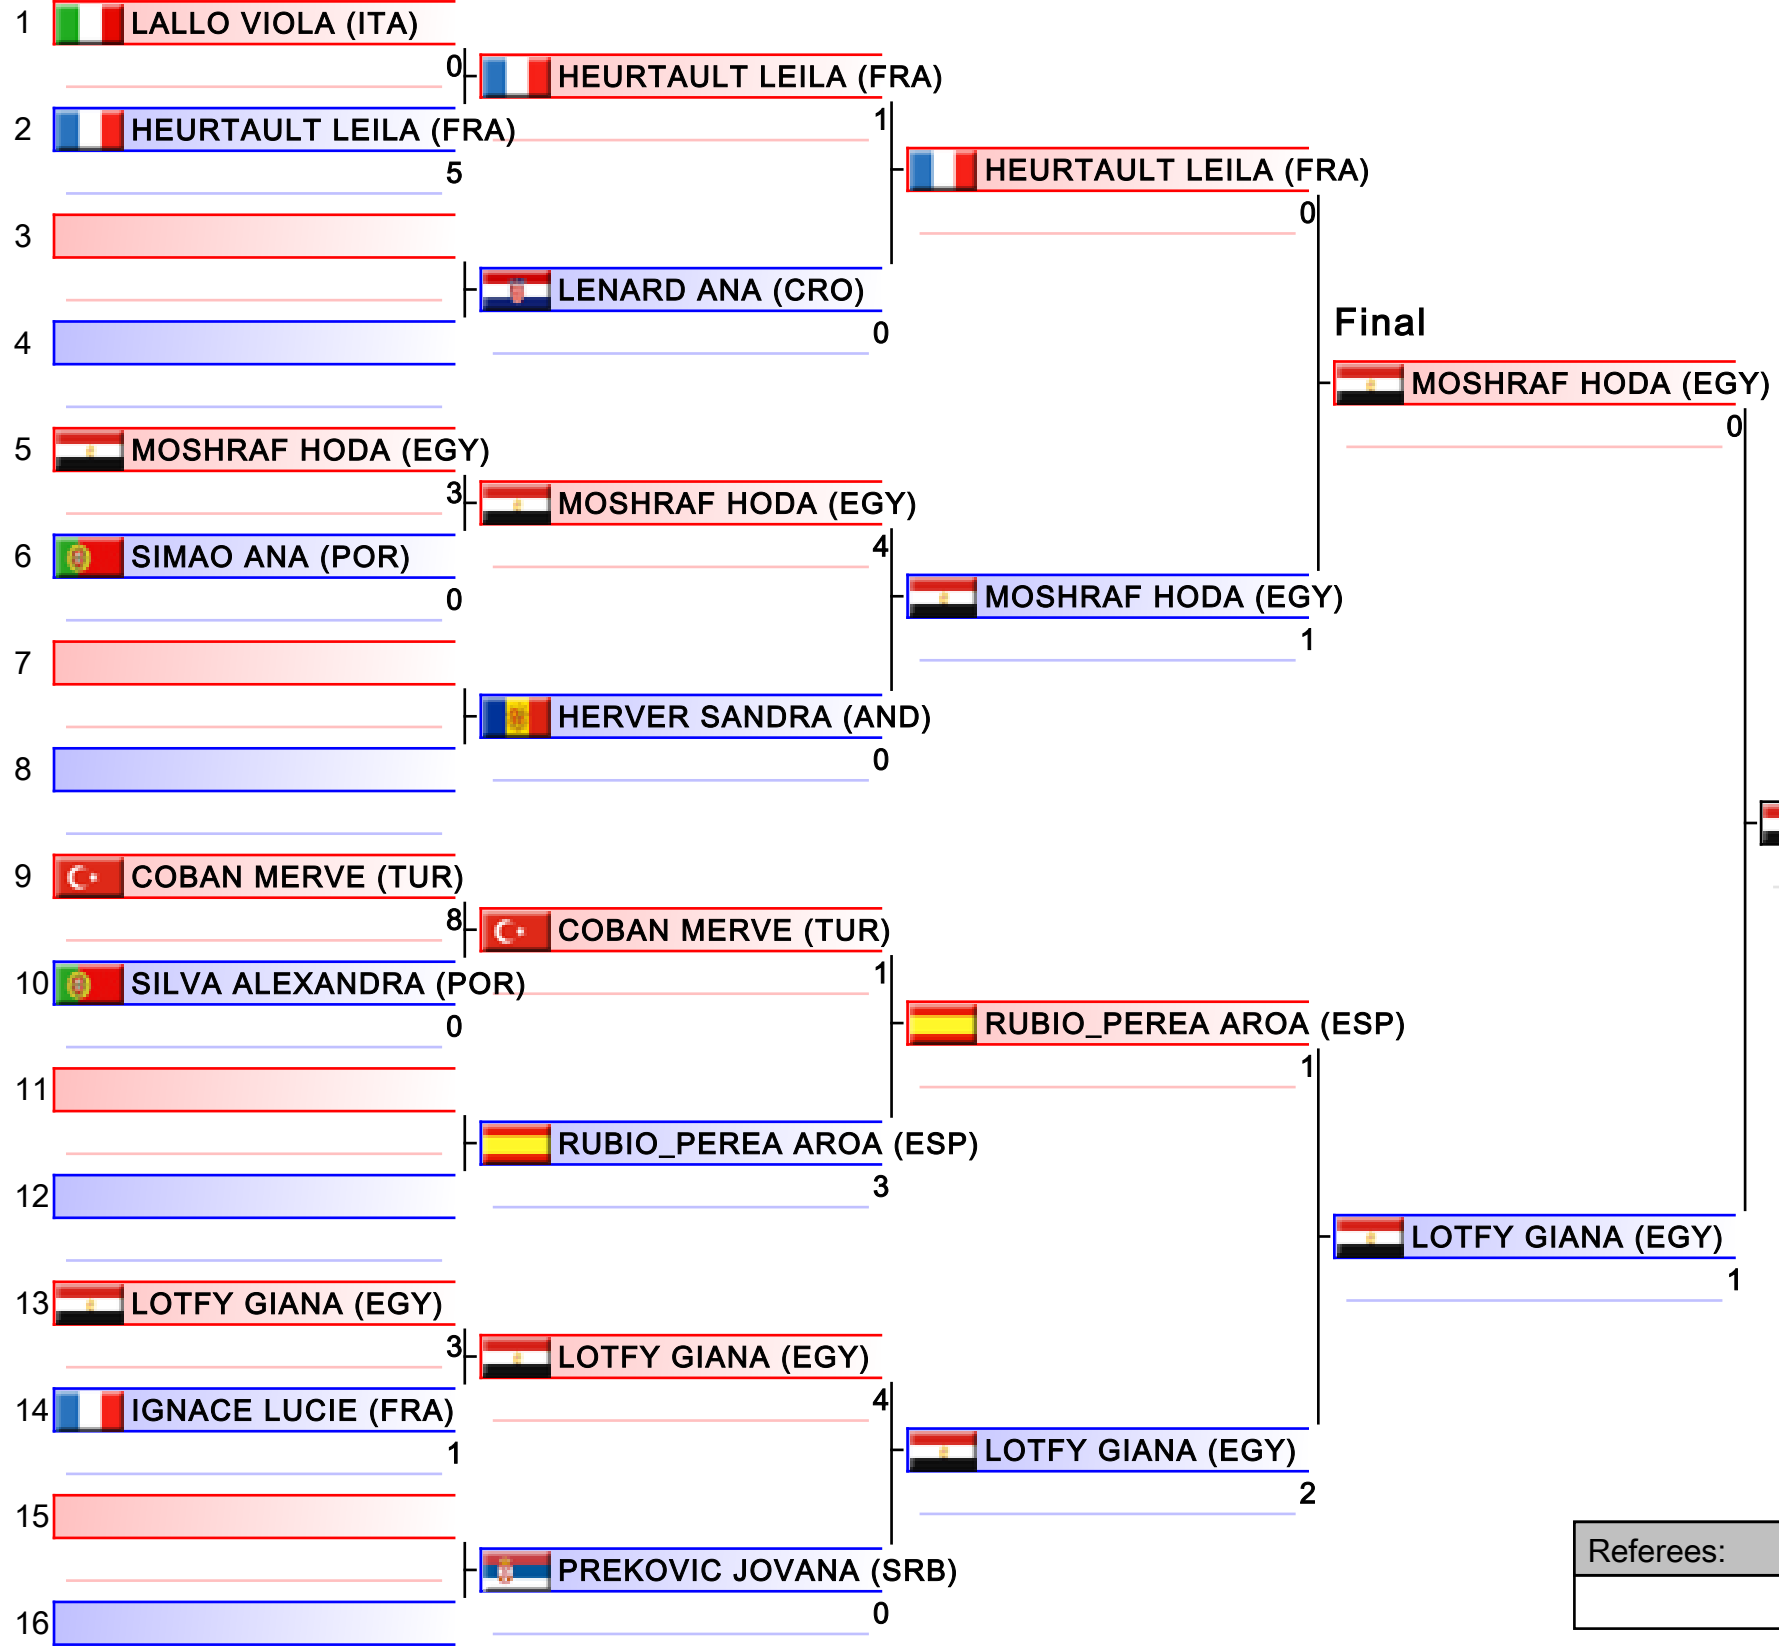 1 LALLO VIOLA (ITA)
0
HEURTAULT LEILA (FRA)
1
2 HEURTAULT LEILA (FRA)
5
HEURTAULT LEILA (FRA)
0
3
LENARD ANA (CRO)
0
4
Final
MOSHRAF HODA (EGY)
0
5 MOSHRAF HODA (EGY)
3
MOSHRAF HODA (EGY)
4
6 SIMAO ANA (POR)
0
MOSHRAF HODA (EGY)
1
7
HERVER SANDRA (AND)
0
8
9 COBAN MERVE (TUR)
8
COBAN MERVE (TUR)
1
10 SILVA ALEXANDRA (POR)
0
RUBIO_PEREA AROA (ESP)
1
11
RUBIO_PEREA AROA (ESP)
3
12
LOTFY GIANA (EGY)
1
13 LOTFY GIANA (EGY)
3
LOTFY GIANA (EGY)
4
14 IGNACE LUCIE (FRA)
1
LOTFY GIANA (EGY)
2
15
PREKOVIC JOVANA (SRB)
0
16
Referees: